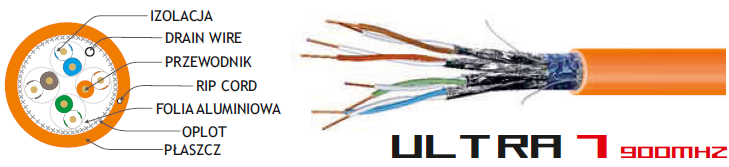 IZOLACJA
DRAIN WIRE
PRZEWODNIK
RIP CORD
FOLIA ALUMINIOWA
OPLOT
PŁASZCZ
ULTRA 7 900MHZ